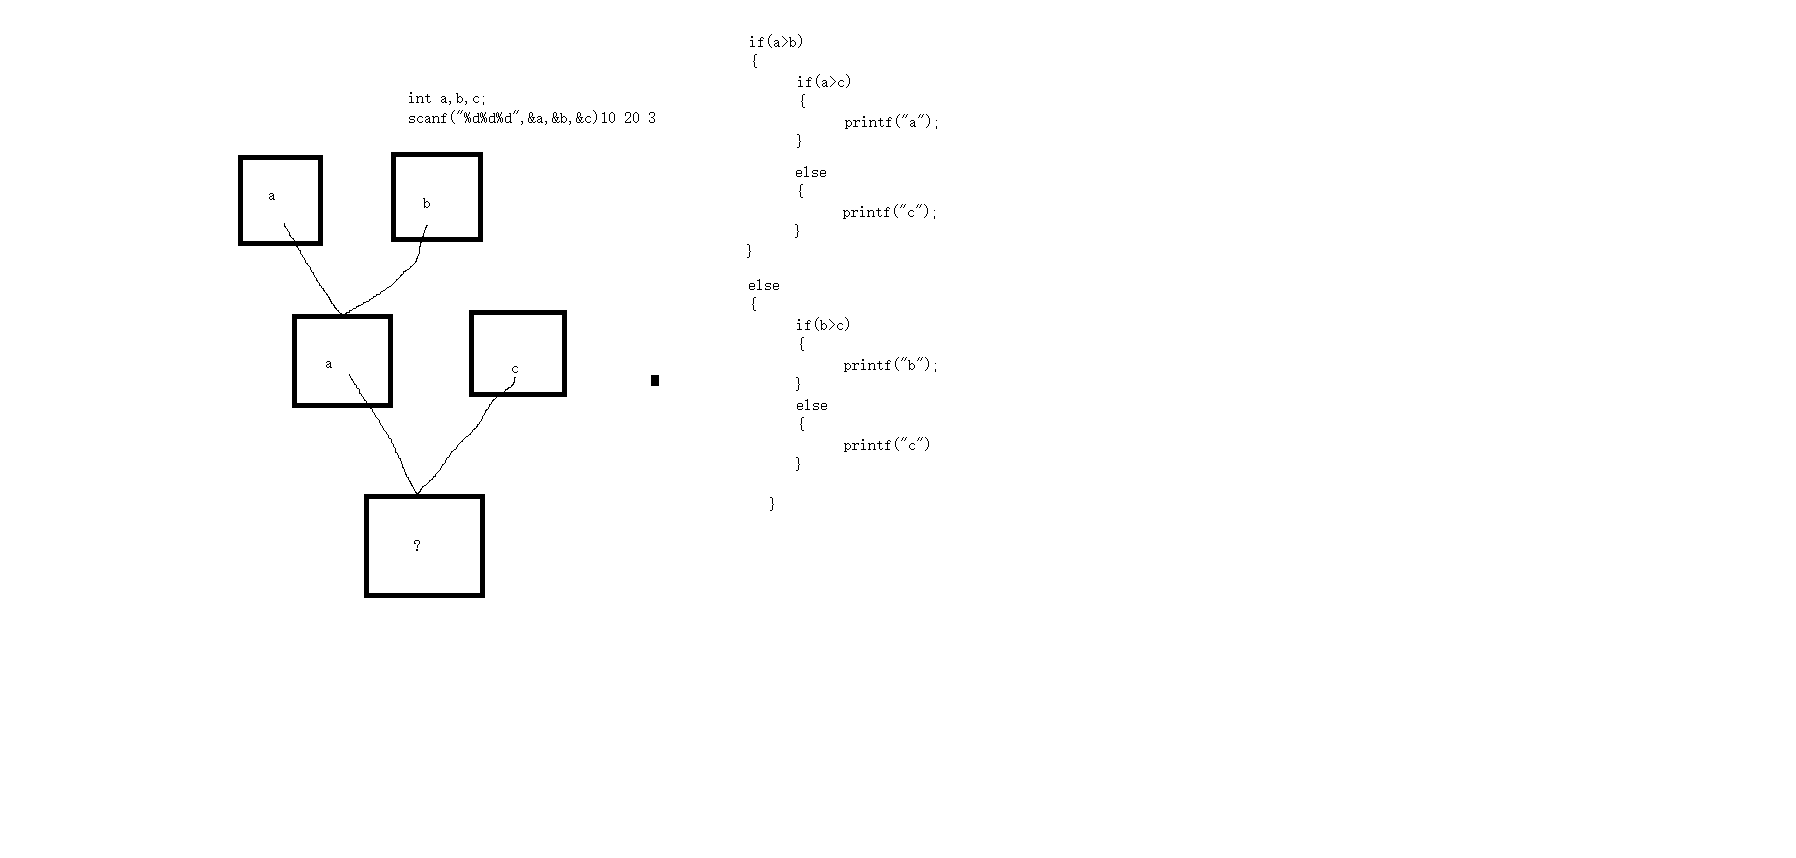 int a,b,c;
scanf("%d%d%d",&a,&b,&c)10 20 3
a
b
a
c
?
if(a>b)
{
if(a>c)
{
printf("a");
}
else
{
printf("c");
}
}
else
{
if(b>c)
{
printf("b");
}
else
{
printf("c")
}
}